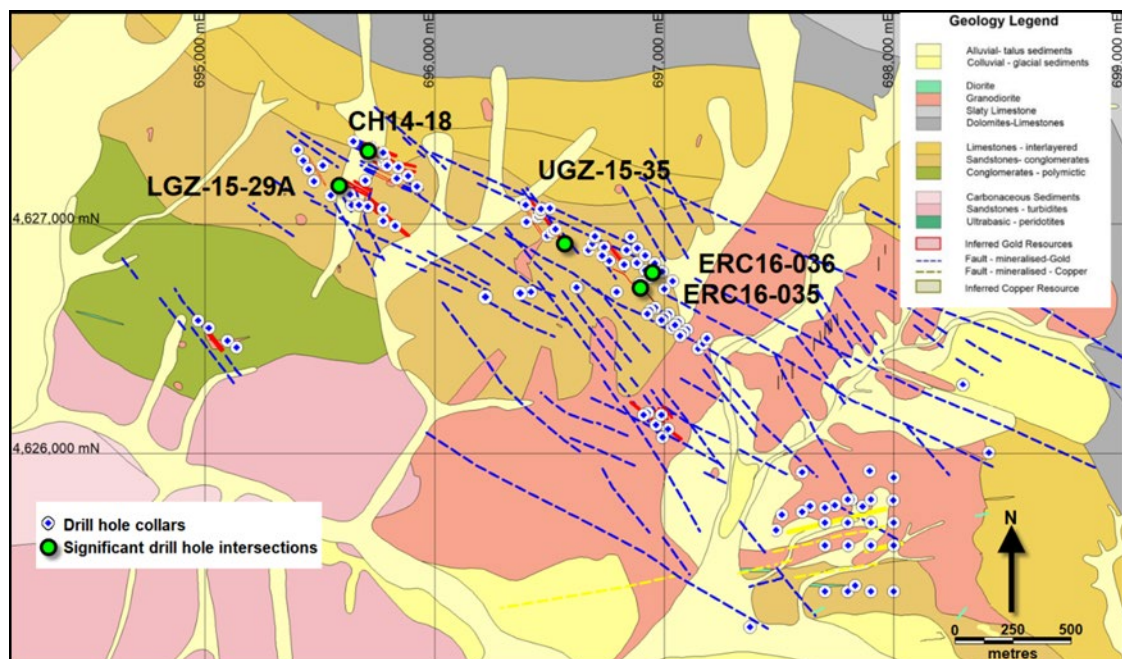 695,000 mE
696,000 mE
697,000 mE
698,000 mE
699,000 mE
Geology Legend
Alluvial- talus sediments
Colluvial - glacial sediments
Diorite
Granodiorite
Slaty Limestone
Dolomites-Limestones
Limestones - interlayered
Sandstones- conglomerates
Conglomerates - polymictic
Carbonaceous Sediments
Sandstones - turbidites
Ultrabasic - peridotites
Inferred Gold Resources
Fault - mineralised-Gold
Fault - mineralised - Copper
Inferred Copper Resource
CH14-18
LGZ-15-29A
UGZ-15-35
4,627,000 mN
ERC16-036
ERC16-035
4,626,000 mN
Drill hole collars
Significant drill hole intersections
N
0 250 500
metres